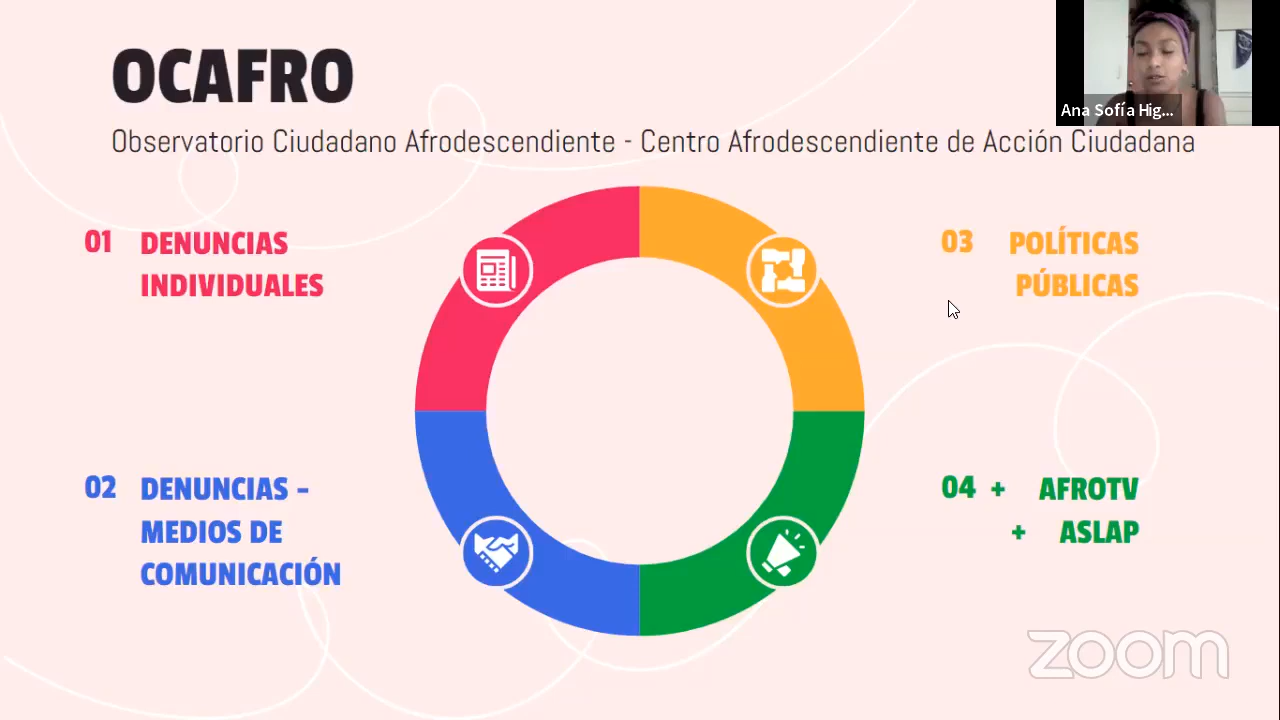 OCAFRO
Observatorio Ciudadano Afrodescendiente - Centro Afrodescendiente de Acción Ciudadana
Ana Sofía Hig...
01 DENUNCIAS
INDIVIDUALES
03 POLÍTICAS
PÚBLICAS
02 DENUNCIAS -
MEDIOS DE
COMUNICACIÓN
04 + AFROTV
+ ASLAP
zoom